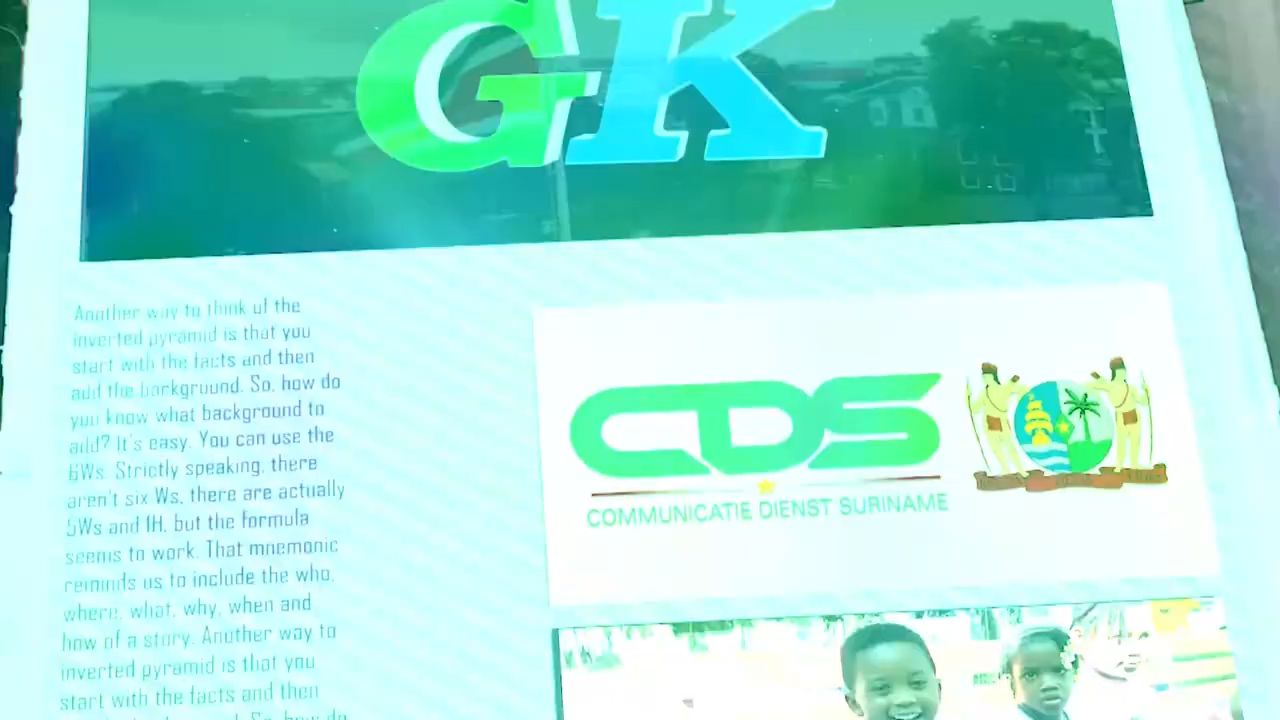 GK
Another way to think of the
inverted pyramid is that you
start with the facts and then
add the background. So, how do
you know what background to
add? It's easy. You can use the
6Ws. Strictly speaking, there
aren't six Ws, there are actually
5Ws and 1H, but the formula
seems to work. That mnemonic
reminds us to include the who,
where, what, why, when and
how of a story. Another way to
inverted pyramid is that you
start with the facts and then
So, how do
CDS
COMMUNICATIE DIENST SURINAME